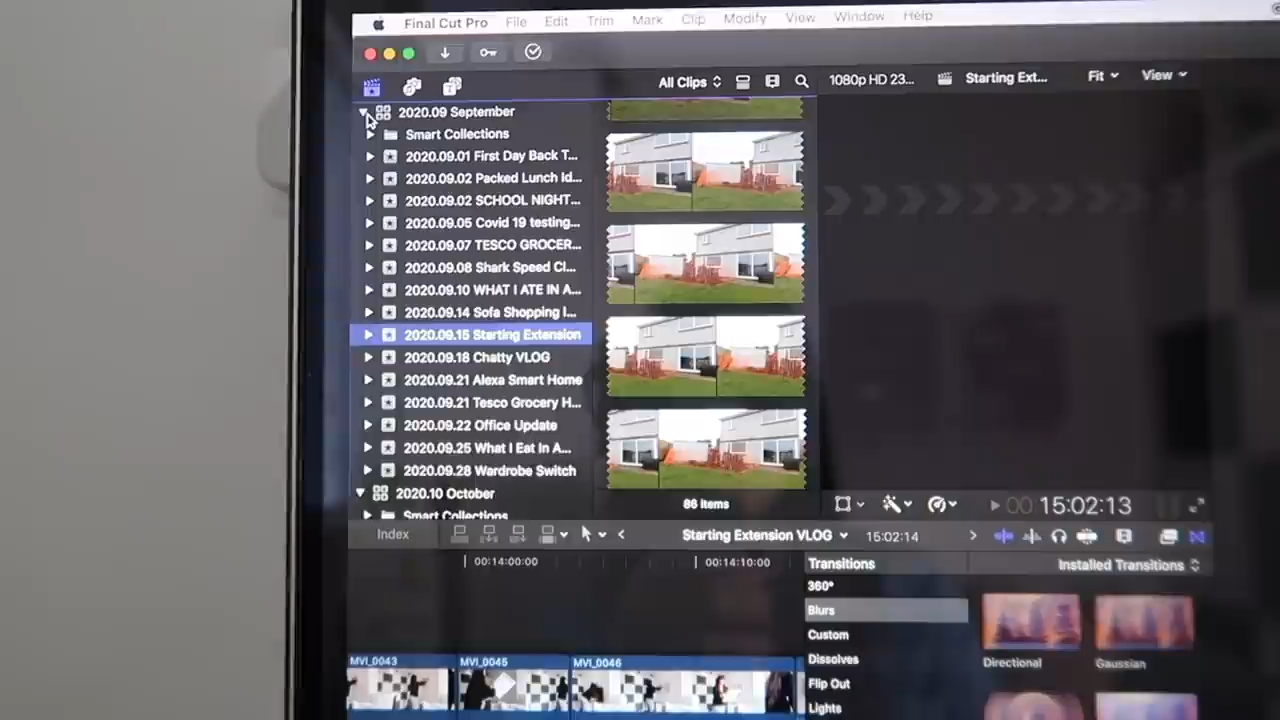 Final Cut Pro File Edit Trim Mark Clip Modify View Window Help
All Clips 1080p HD 23... Starting Ext... Fit View
2020.09 September
Smart Collections
2020.09.01 First Day Back T...
2020.09.02 Packed Lunch Id...
2020.09.02 SCHOOL NIGHT...
2020.09.05 Covid 19 testing...
2020.09.07 TESCO GROCER...
2020.09.08 Shark Speed Cl...
2020.09.10 WHAT I ATE IN A...
2020.09.14 Sofa Shopping I...
2020.09.15 Starting Extension
2020.09.18 Chatty VLOG
2020.09.21 Alexa Smart Home
2020.09.21 Tesco Grocery H...
2020.09.22 Office Update
2020.09.25 What I Eat In A...
2020.09.28 Wardrobe Switch
2020.10 October
Smart Collections
86 items
00 15:02:13
Index Starting Extension VLOG 15:02:14
00:14:00:00 00:14:10:00
Transitions Installed Transitions
360°
Blurs
Custom
Dissolves
Flip Out
Lights
Directional Gaussian
MVI_0043 MVI_0045 MVI_0046